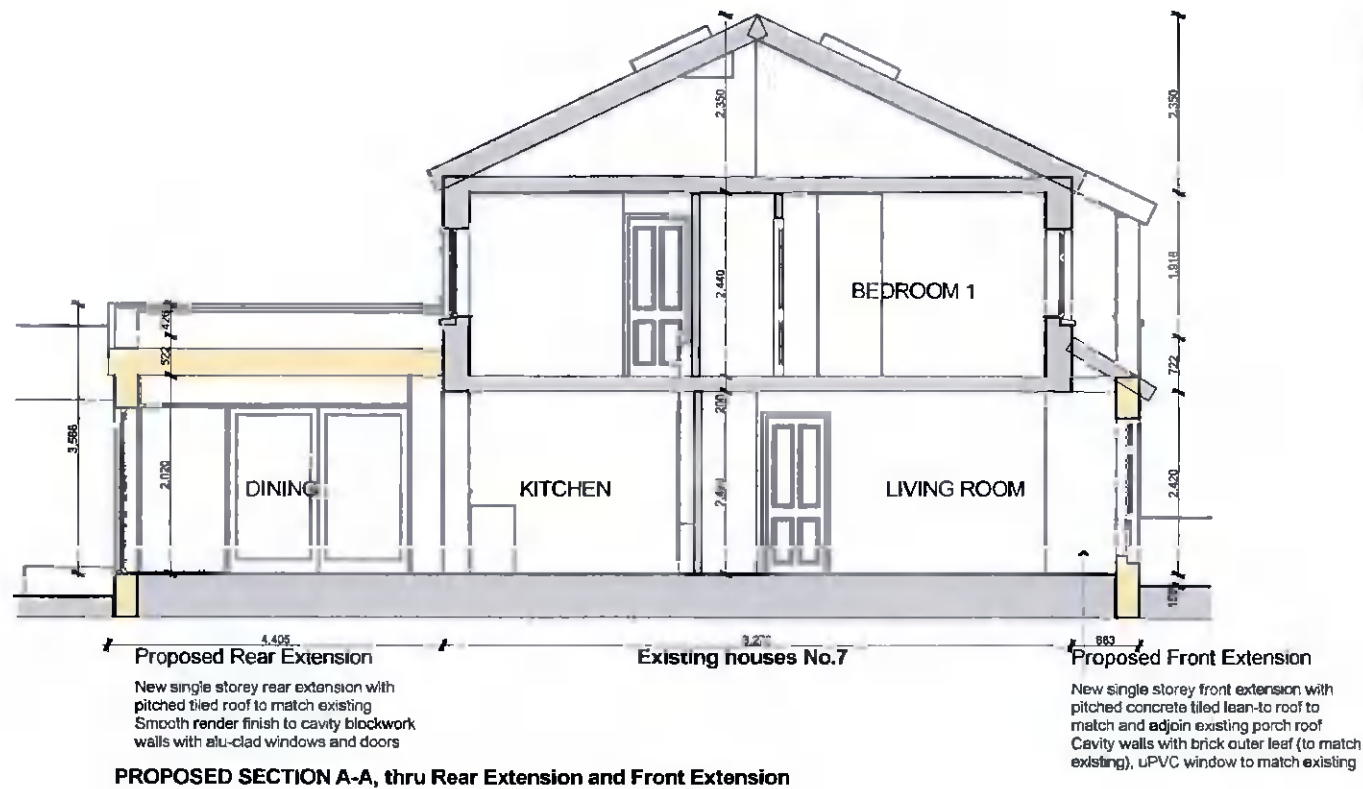 2.350
2.350
1.918
2.440
BEDROOM 1
426
522
722
200
3.586
2.020
DINING
KITCHEN
LIVING ROOM
2.420
4.405
883
Proposed Rear Extension
Existing houses No.7
Proposed Front Extension
New single storey rear extension with
pitched tiled roof to match existing
Smooth render finish to cavity blockwork
walls with alu-clad windows and doors
New single storey front extension with
pitched concrete tiled lean-to roof to
match and adjoin existing porch roof
Cavity walls with brick outer leaf (to match
existing), uPVC window to match existing
PROPOSED SECTION A-A, thru Rear Extension and Front Extension